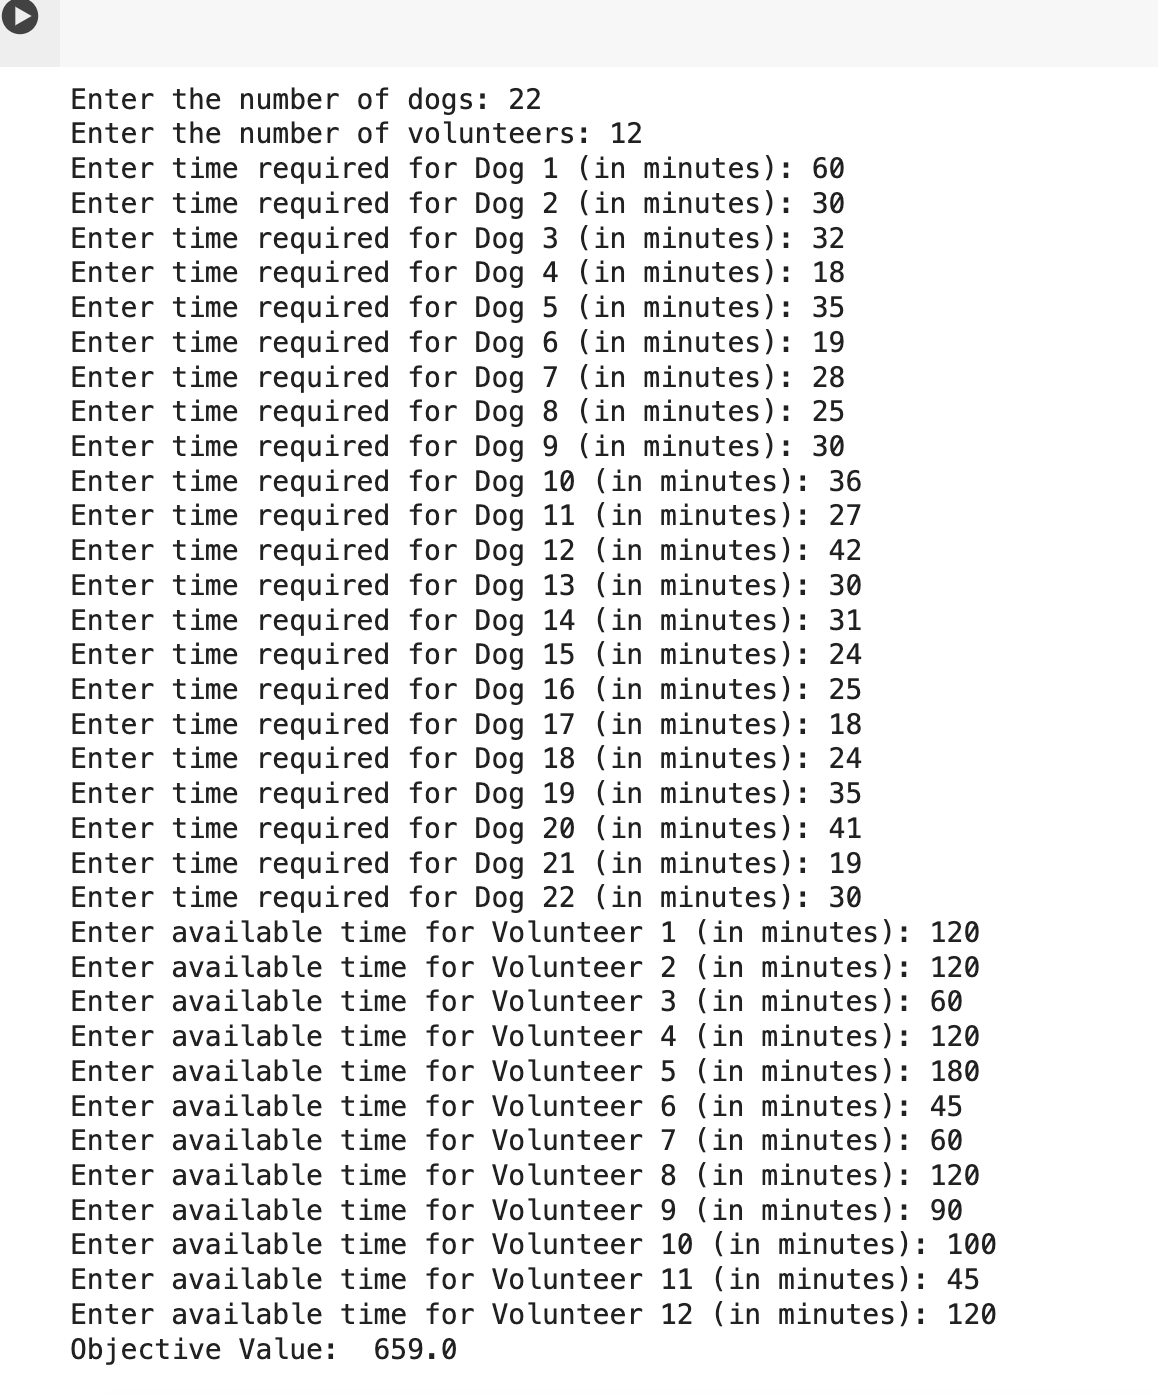 Enter the number of dogs: 22
Enter the number of volunteers: 12
Enter time required for Dog 1 (in minutes): 60
Enter time required for Dog 2 (in minutes): 30
Enter time required for Dog 3 (in minutes): 32
Enter time required for Dog 4 (in minutes): 18
Enter time required for Dog 5 (in minutes): 35
Enter time required for Dog 6 (in minutes): 19
Enter time required for Dog 7 (in minutes): 28
Enter time required for Dog 8 (in minutes): 25
Enter time required for Dog 9 (in minutes): 30
Enter time required for Dog 10 (in minutes): 36
Enter time required for Dog 11 (in minutes): 27
Enter time required for Dog 12 (in minutes): 42
Enter time required for Dog 13 (in minutes): 30
Enter time required for Dog 14 (in minutes): 31
Enter time required for Dog 15 (in minutes): 24
Enter time required for Dog 16 (in minutes): 25
Enter time required for Dog 17 (in minutes): 18
Enter time required for Dog 18 (in minutes): 24
Enter time required for Dog 19 (in minutes): 35
Enter time required for Dog 20 (in minutes): 41
Enter time required for Dog 21 (in minutes): 19
Enter time required for Dog 22 (in minutes): 30
Enter available time for Volunteer 1 (in minutes): 120
Enter available time for Volunteer 2 (in minutes): 120
Enter available time for Volunteer 3 (in minutes): 60
Enter available time for Volunteer 4 (in minutes): 120
Enter available time for Volunteer 5 (in minutes): 180
Enter available time for Volunteer 6 (in minutes): 45
Enter available time for Volunteer 7 (in minutes): 60
Enter available time for Volunteer 8 (in minutes): 120
Enter available time for Volunteer 9 (in minutes): 90
Enter available time for Volunteer 10 (in minutes): 100
Enter available time for Volunteer 11 (in minutes): 45
Enter available time for Volunteer 12 (in minutes): 120
Objective Value:  659.0